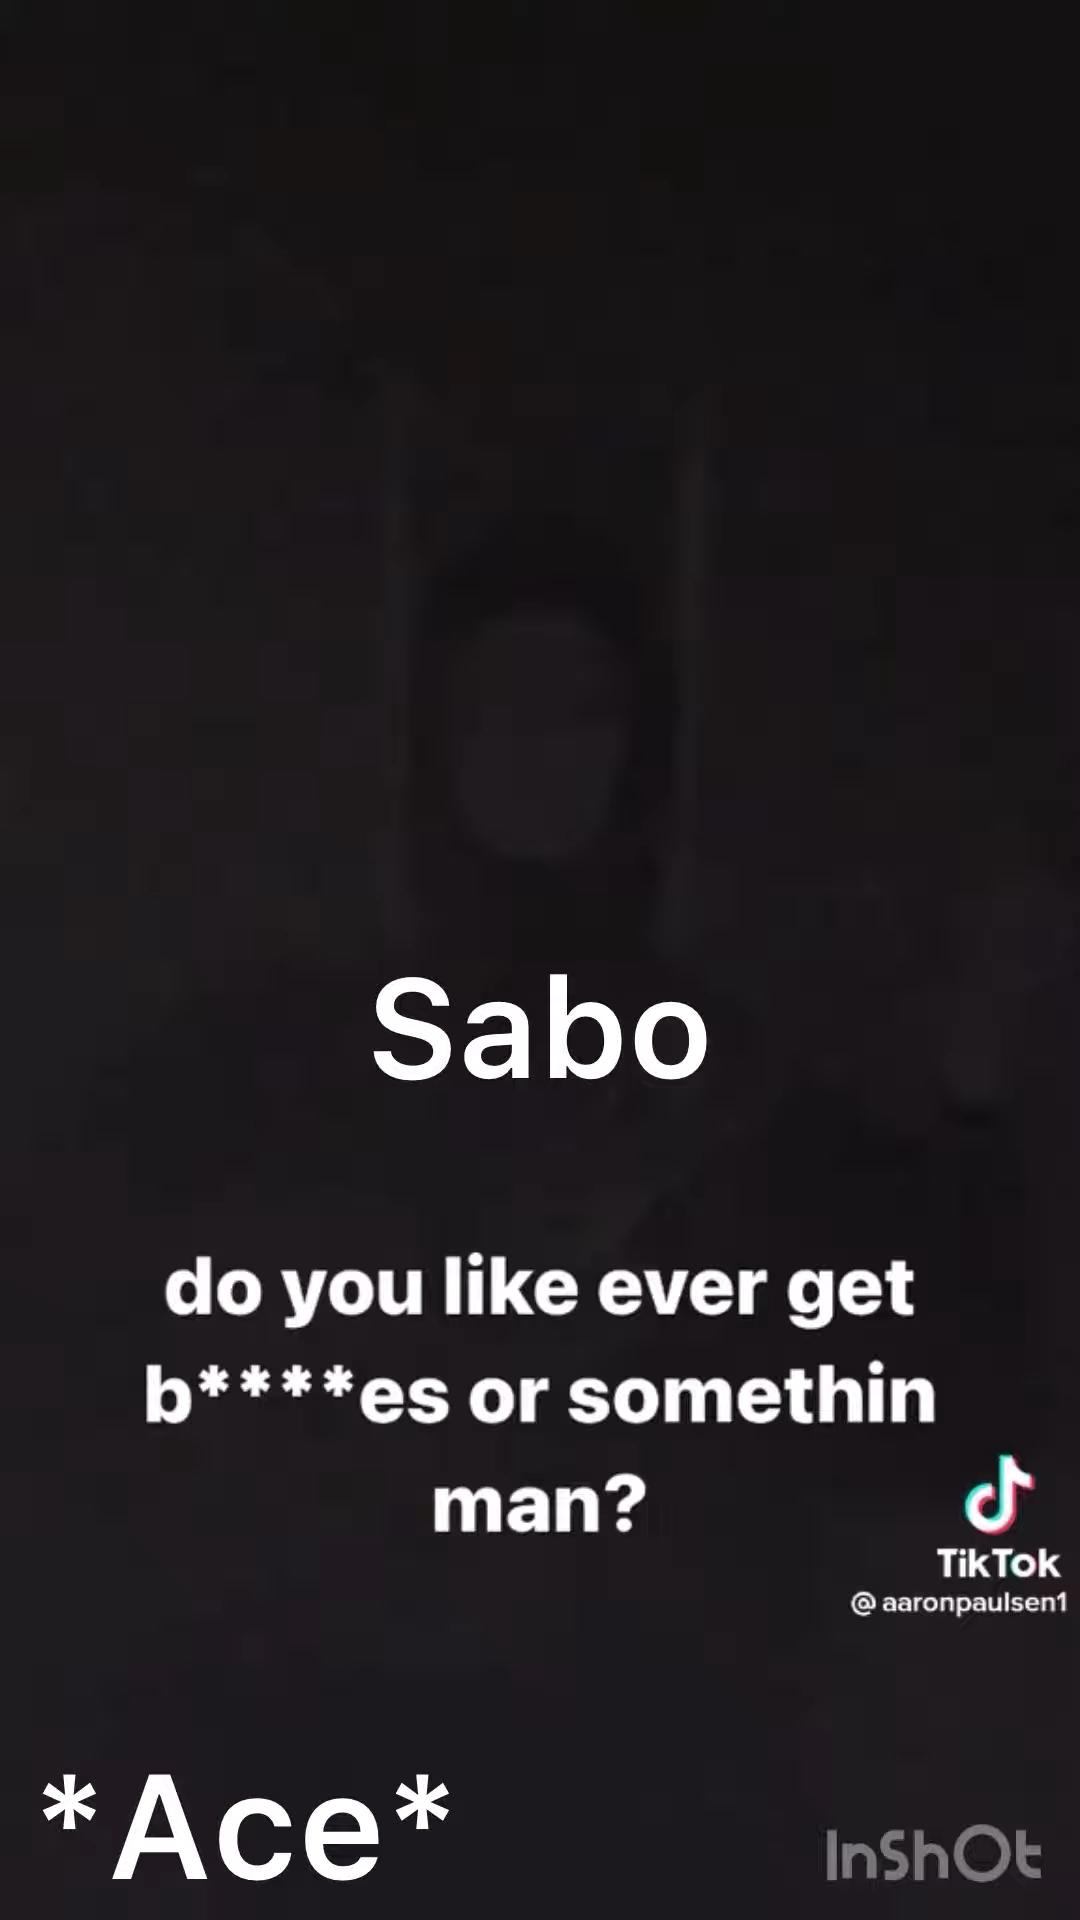 Sabo
do you like ever get
b****es or somethin
man?
TikTok
@aaronpaulsen1
*Ace*
InShOt